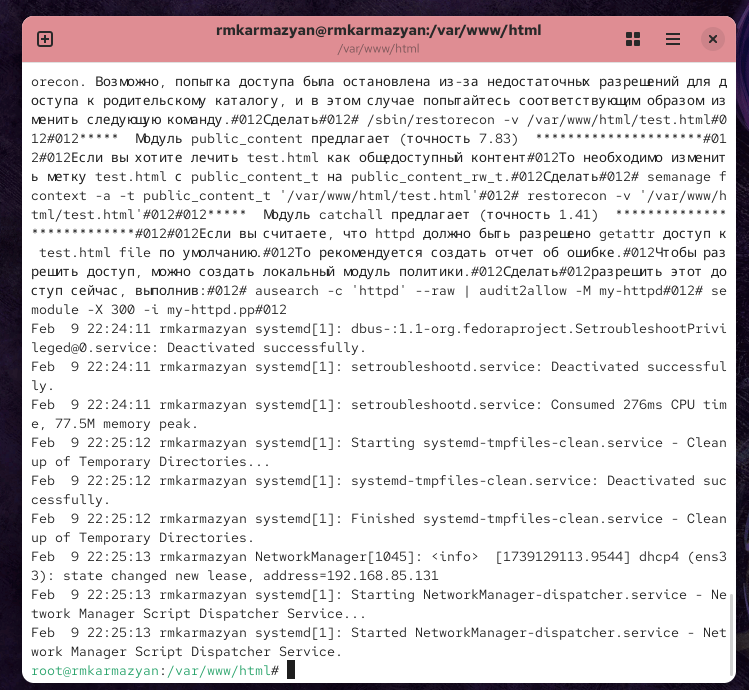 rmkarmazyan@rmkarmazyan:/var/www/html
/var/www/html
orecon. Возможно, попытка доступа была остановлена из-за недостаточных разрешений для д
оступа к родительскому каталогу, и в этом случае попытайтесь соответствующим образом из
менить следующую команду.#012Сделать#012# /sbin/restorecon -v /var/www/html/test.html#0
12#012***** Модуль public_content предлагает (точность 7.83) *********************#01
2#012Если вы хотите лечить test.html как общедоступный контент#012То необходимо изменит
ь метку test.html с public_content_t на public_content_rw_t.#012Сделать#012# semanage f
context -a -t public_content_t '/var/www/html/test.html'#012# restorecon -v '/var/www/h
tml/test.html'#012#012***** Модуль catchall предлагает (точность 1.41) **************
*************#012#012Если вы считаете, что httpd должно быть разрешено getattr доступ к
test.html file по умолчанию.#012То рекомендуется создать отчет об ошибке.#012Чтобы раз
решить доступ, можно создать локальный модуль политики.#012Сделать#012разрешить этот до
ступ сейчас, выполнив:#012# ausearch -c 'httpd' --raw | audit2allow -M my-httpd#012# se
module -X 300 -i my-httpd.pp#012
Feb  9 22:24:11 rmkarmazyan systemd[1]: dbus-:1.1-org.fedoraproject.SetroubleshootPrivi
leged@0.service: Deactivated successfully.
Feb  9 22:24:11 rmkarmazyan systemd[1]: setroubleshootd.service: Deactivated successful
ly.
Feb  9 22:24:11 rmkarmazyan systemd[1]: setroubleshootd.service: Consumed 276ms CPU tim
e, 77.5M memory peak.
Feb  9 22:25:12 rmkarmazyan systemd[1]: Starting systemd-tmpfiles-clean.service - Clean
up of Temporary Directories...
Feb  9 22:25:12 rmkarmazyan systemd[1]: systemd-tmpfiles-clean.service: Deactivated suc
cessfully.
Feb  9 22:25:12 rmkarmazyan systemd[1]: Finished systemd-tmpfiles-clean.service - Clean
up of Temporary Directories.
Feb  9 22:25:13 rmkarmazyan NetworkManager[1045]: <info>  [1739129113.9544] dhcp4 (ens3
3): state changed new lease, address=192.168.85.131
Feb  9 22:25:13 rmkarmazyan systemd[1]: Starting NetworkManager-dispatcher.service - Ne
twork Manager Script Dispatcher Service...
Feb  9 22:25:13 rmkarmazyan systemd[1]: Started NetworkManager-dispatcher.service - Net
work Manager Script Dispatcher Service.
root@rmkarmazyan:/var/www/html#